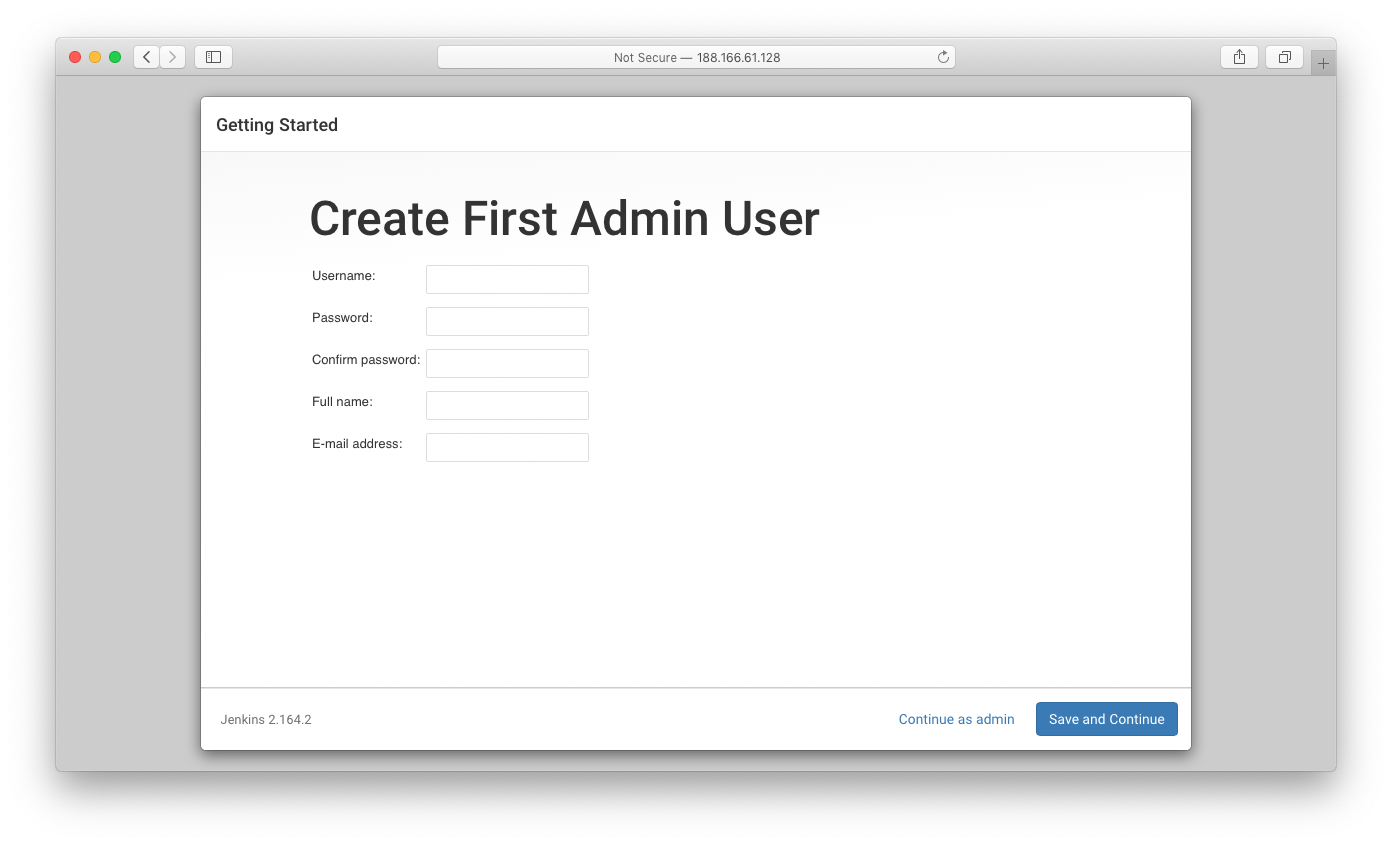 Not Secure — 188.166.61.128
Getting Started
Create First Admin User
Username:
Password:
Confirm password:
Full name:
E-mail address:
Jenkins 2.164.2
Continue as admin
Save and Continue